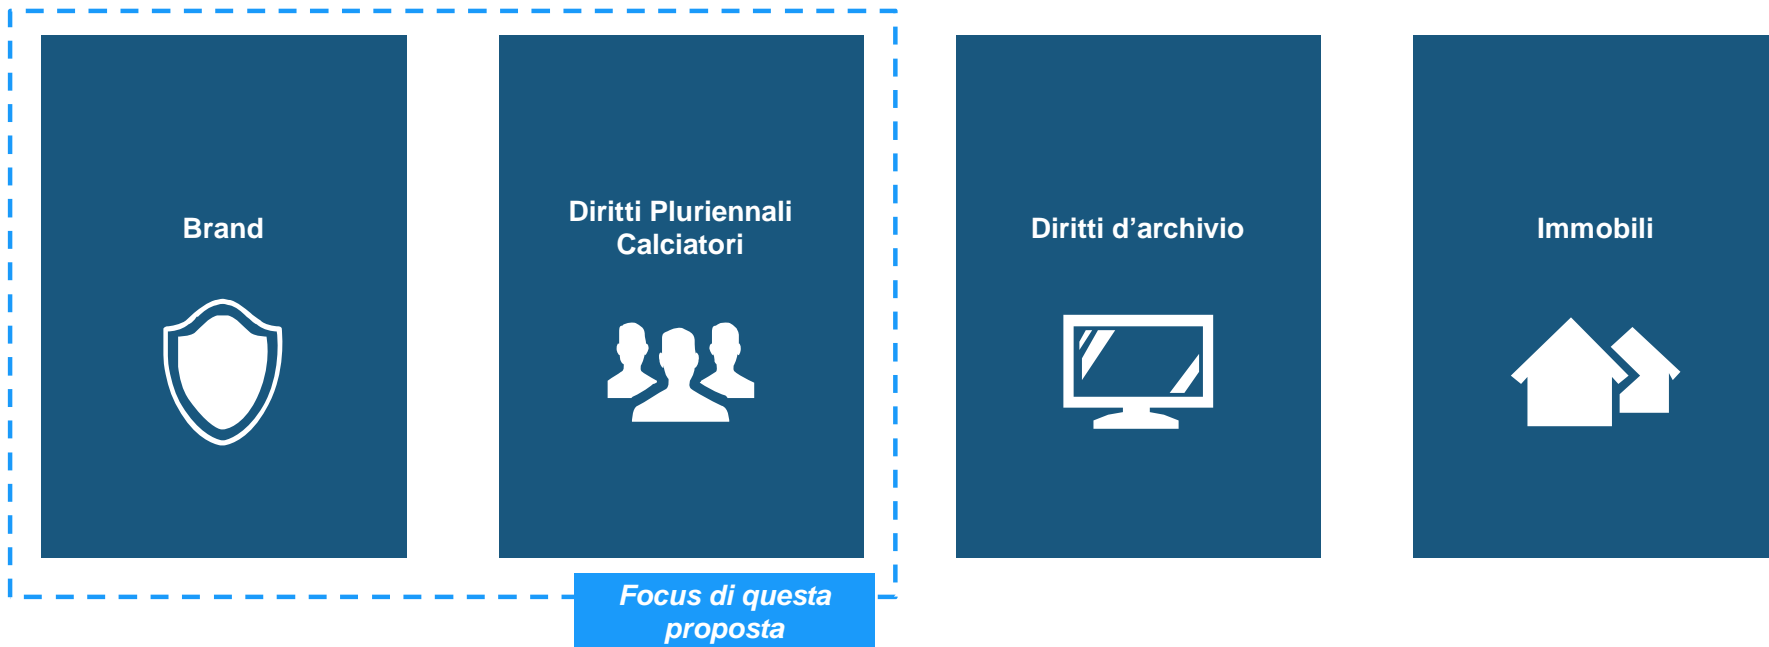 Brand
Diritti Pluriennali
Calciatori
Diritti d’archivio
Immobili
Focus di questa
proposta